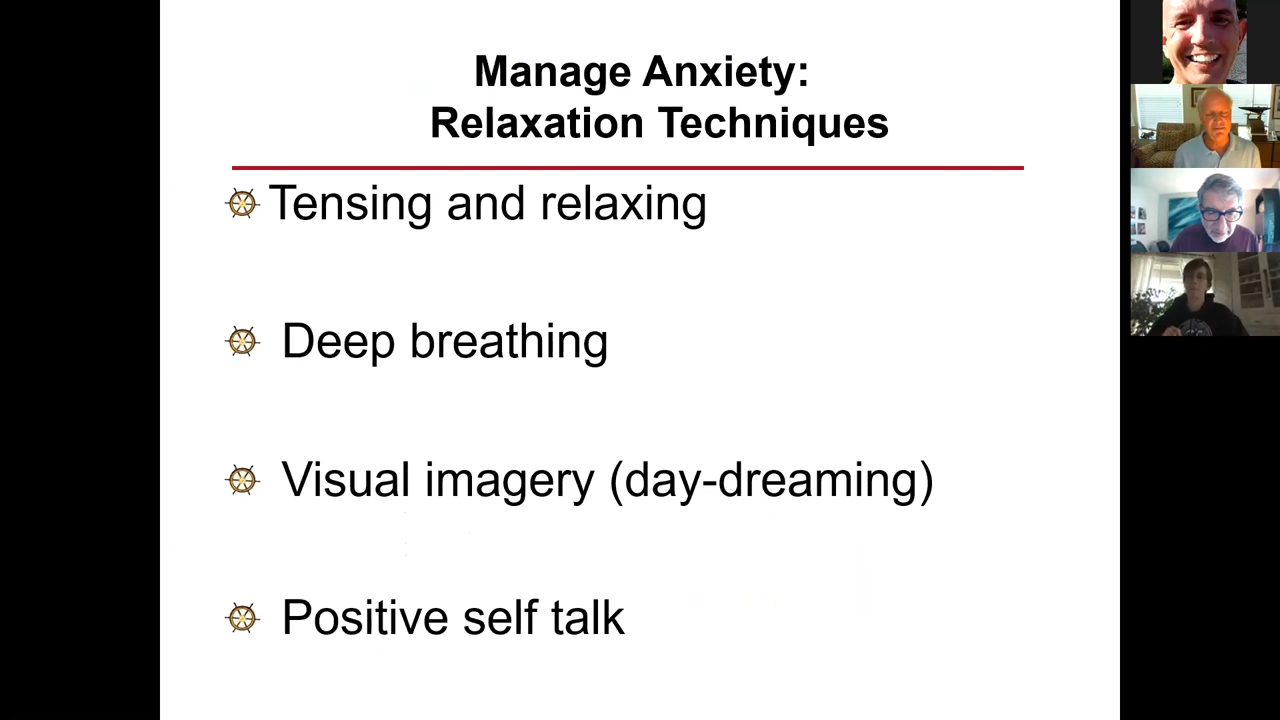 Manage Anxiety:
Relaxation Techniques
Tensing and relaxing
Deep breathing
Visual imagery (day-dreaming)
Positive self talk